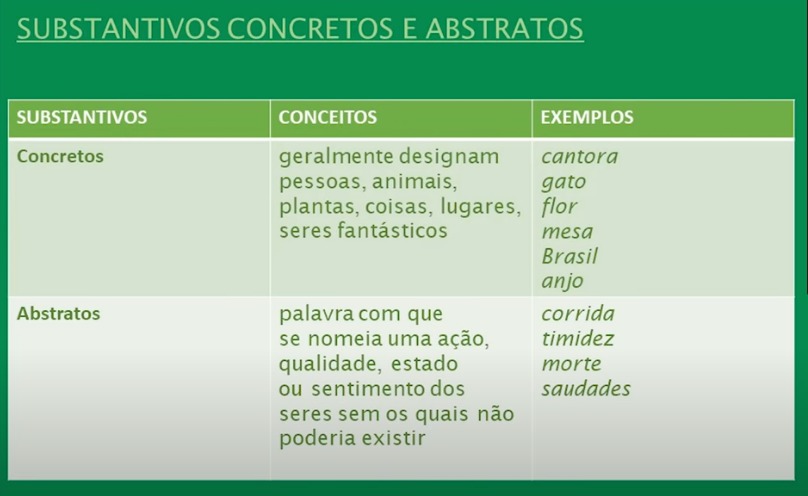 SUBSTANTIVOS CONCRETOS E ABSTRATOS
SUBSTANTIVOS
CONCEITOS
EXEMPLOS
Concretos
geralmente designam
pessoas, animais,
plantas, coisas, lugares,
seres fantásticos
cantora
gato
flor
mesa
Brasil
anjo
Abstratos
palavra com que
se nomeia uma ação,
qualidade, estado
ou sentimento dos
seres sem os quais não
poderia existir
corrida
timidez
morte
saudades